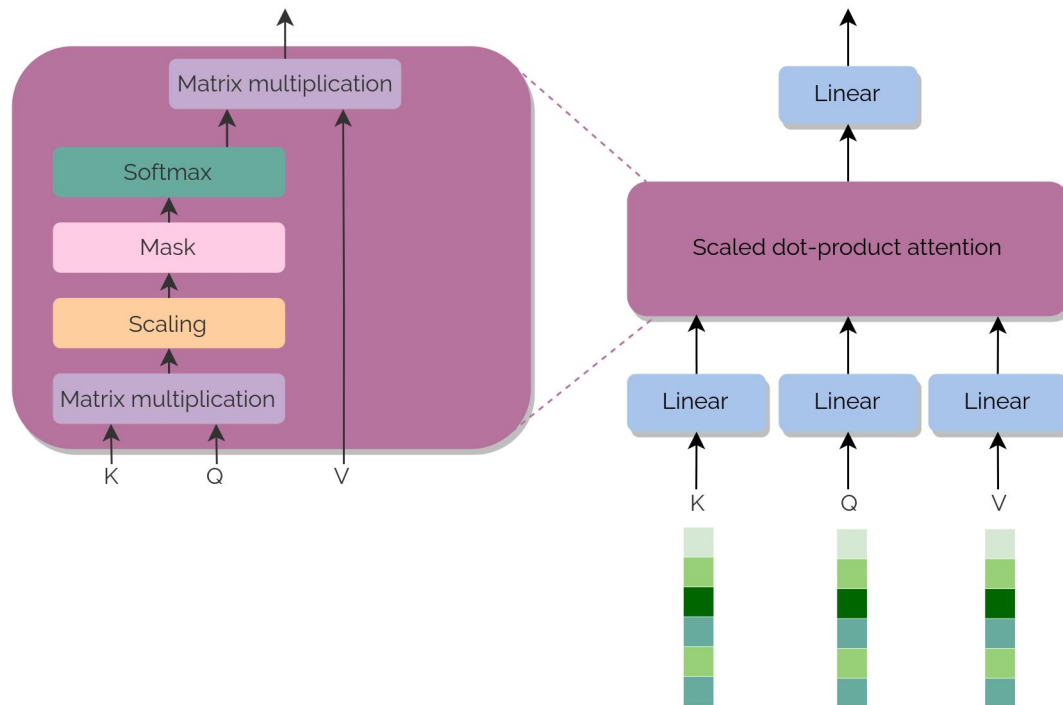 Matrix multiplication
Softmax
Mask
Scaling
Matrix multiplication
K
Q
V
Linear
Scaled dot-product attention
Linear
Linear
Linear
K
Q
V